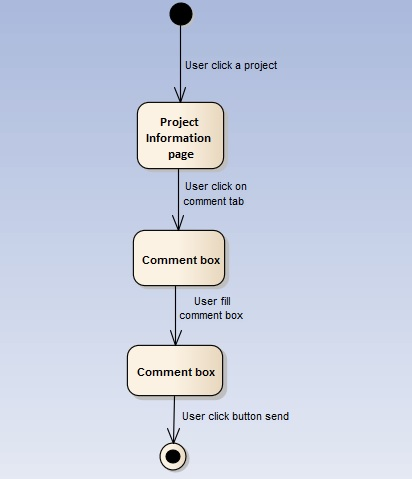 User click a project
Project
Information
page
User click on
comment tab
Comment box
User fill
comment box
Comment box
User click button send